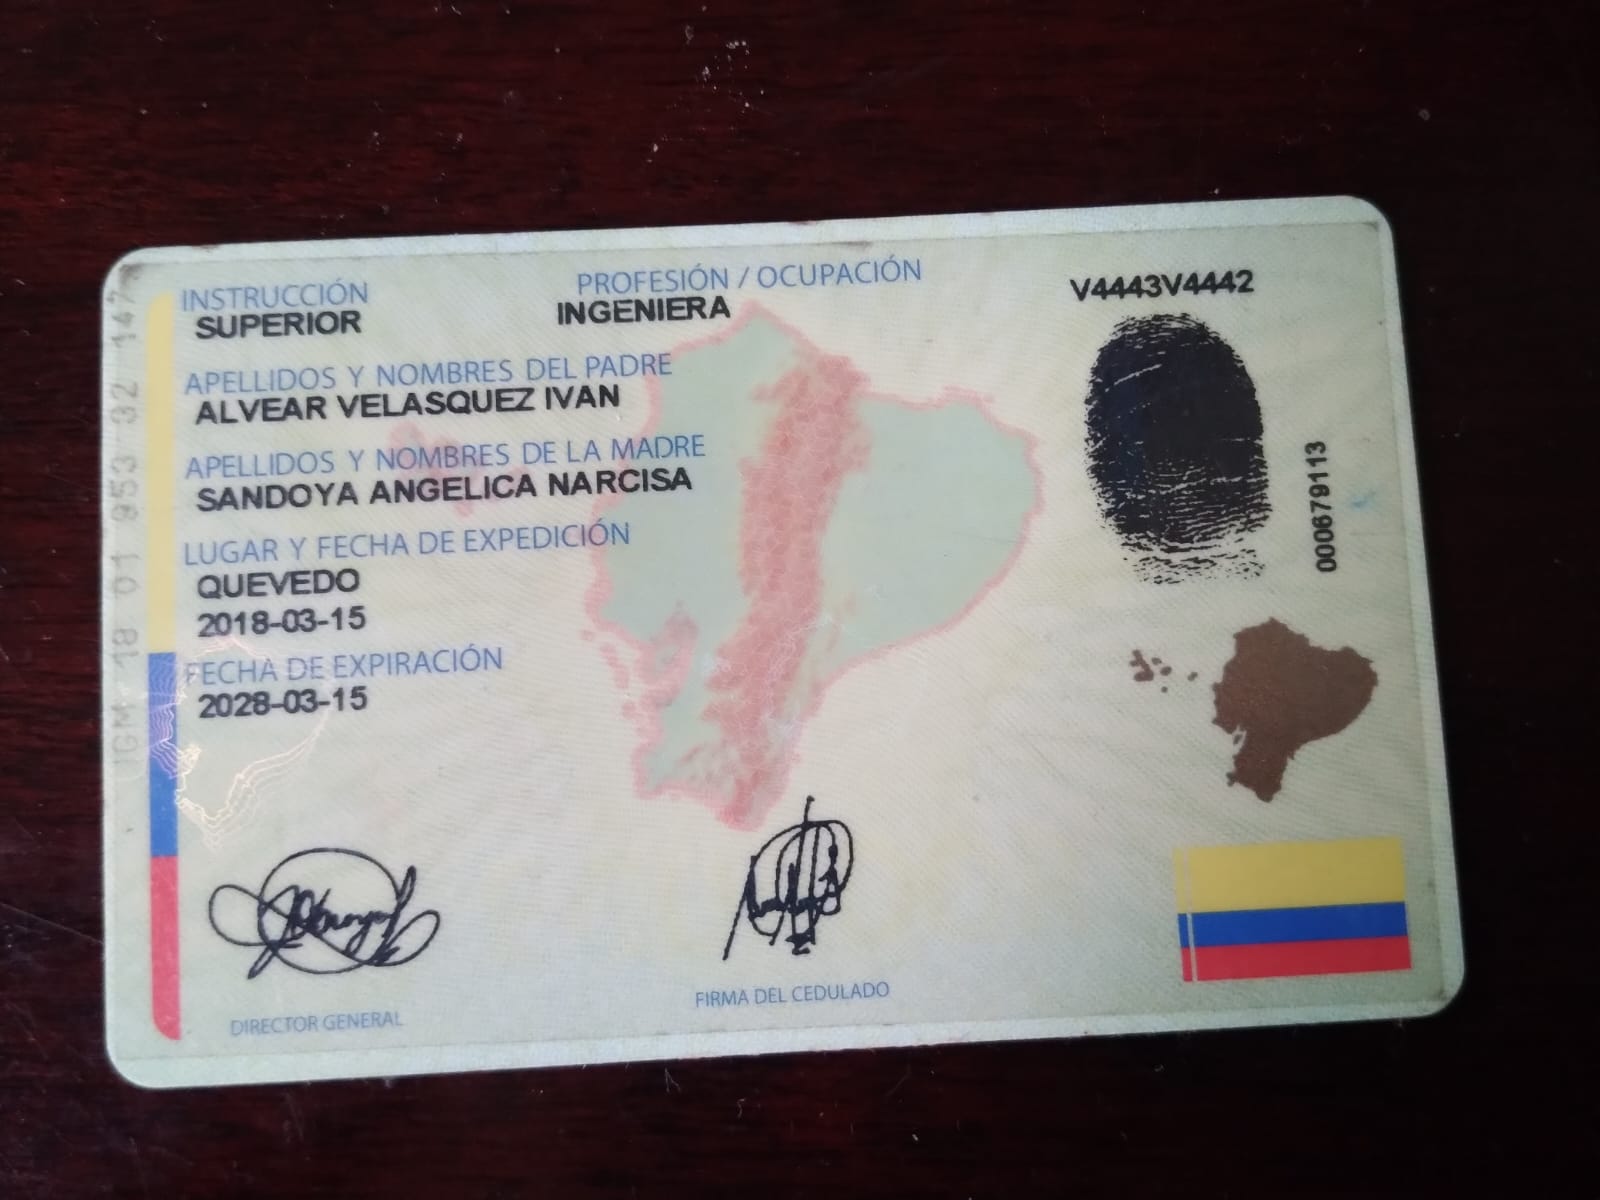 INSTRUCCIÓN
SUPERIOR
PROFESIÓN / OCUPACIÓN
INGENIERA
V4443V4442
APELLIDOS Y NOMBRES DEL PADRE
ALVEAR VELASQUEZ IVAN
APELLIDOS Y NOMBRES DE LA MADRE
SANDOYA ANGELICA NARCISA
LUGAR Y FECHA DE EXPEDICIÓN
QUEVEDO
2018-03-15
FECHA DE EXPIRACIÓN
2028-03-15
DIRECTOR GENERAL
FIRMA DEL CEDULADO
000679113
IGM 18 01 953 32 147